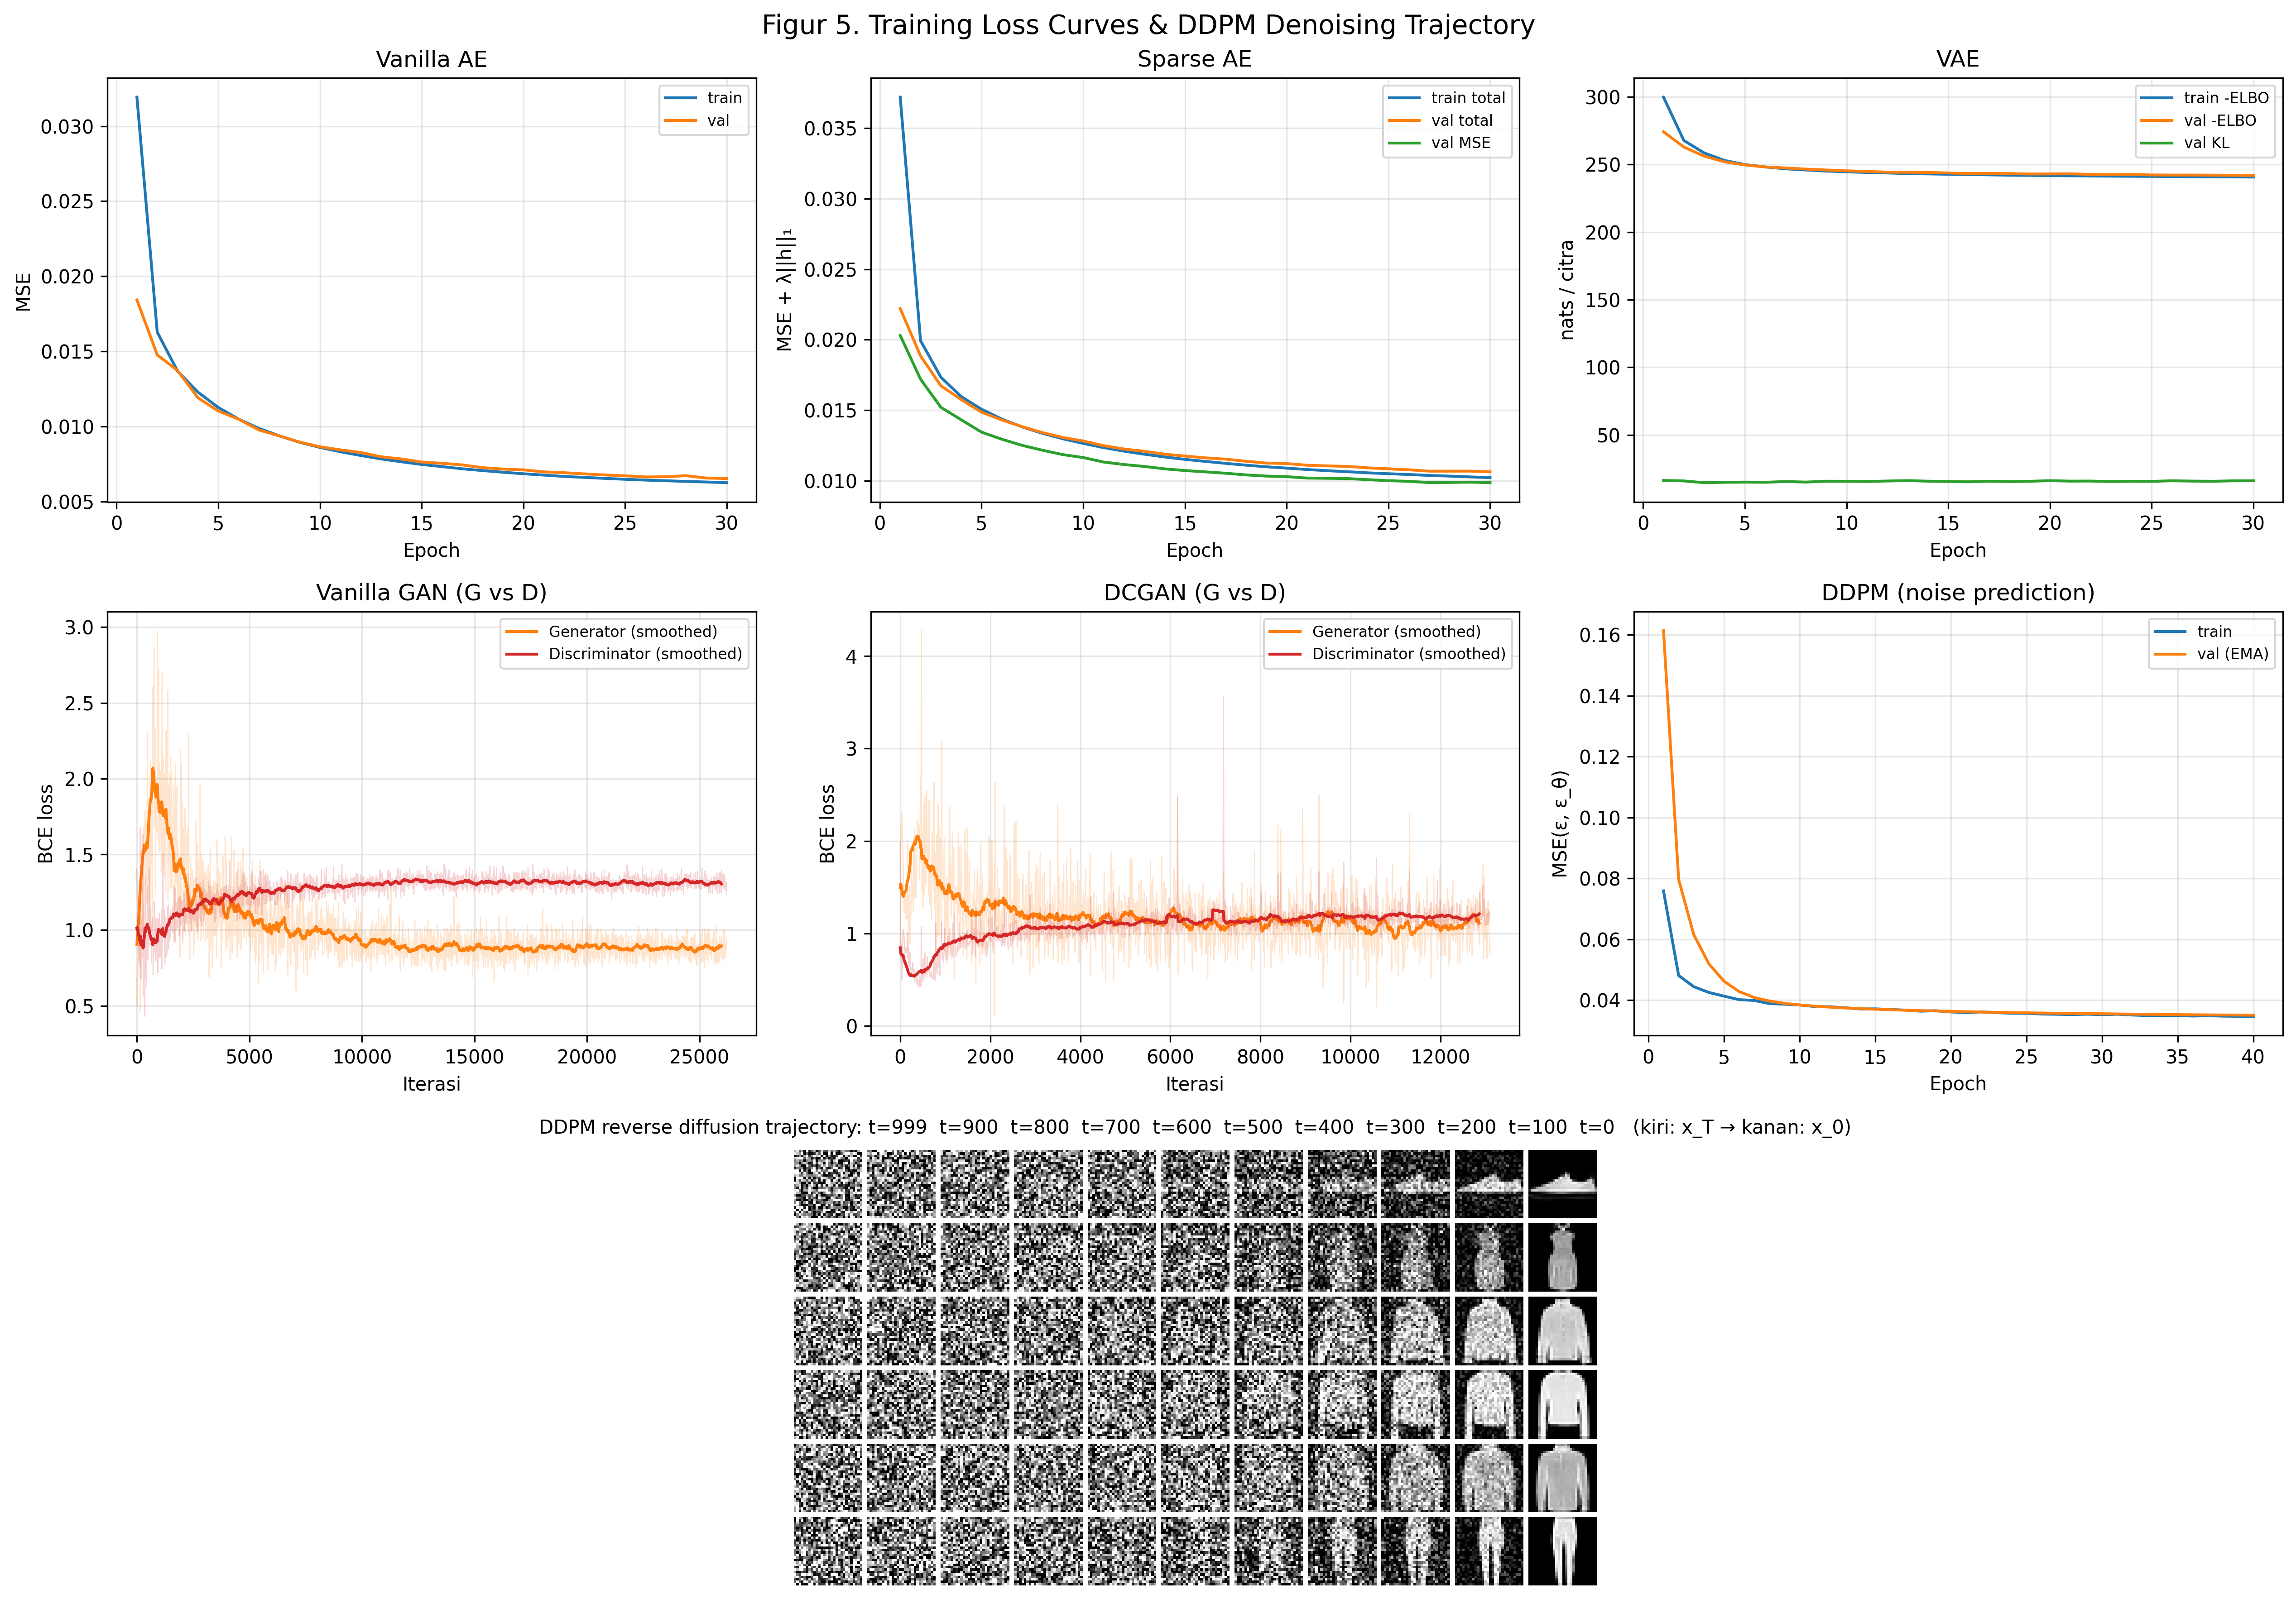 Figur 5. Training Loss Curves & DDPM Denoising Trajectory
Vanilla AE
train
val
MSE
0.030
0.025
0.020
0.015
0.010
0.005
0 5 10 15 20 25 30
Epoch
Sparse AE
train total
val total
val MSE
MSE + λ||h||₁
0.035
0.030
0.025
0.020
0.015
0.010
0 5 10 15 20 25 30
Epoch
VAE
train -ELBO
val -ELBO
val KL
nats / citra
300
250
200
150
100
50
0 5 10 15 20 25 30
Epoch
Vanilla GAN (G vs D)
Generator (smoothed)
Discriminator (smoothed)
BCE loss
3.0
2.5
2.0
1.5
1.0
0.5
0 5000 10000 15000 20000 25000
Iterasi
DCGAN (G vs D)
Generator (smoothed)
Discriminator (smoothed)
BCE loss
4
3
2
1
0
0 2000 4000 6000 8000 10000 12000
Iterasi
DDPM (noise prediction)
train
val (EMA)
MSE(ε, ε_θ)
0.16
0.14
0.12
0.10
0.08
0.06
0.04
0 5 10 15 20 25 30 35 40
Epoch
DDPM reverse diffusion trajectory: t=999 t=900 t=800 t=700 t=600 t=500 t=400 t=300 t=200 t=100 t=0 (kiri: x_T → kanan: x_0)